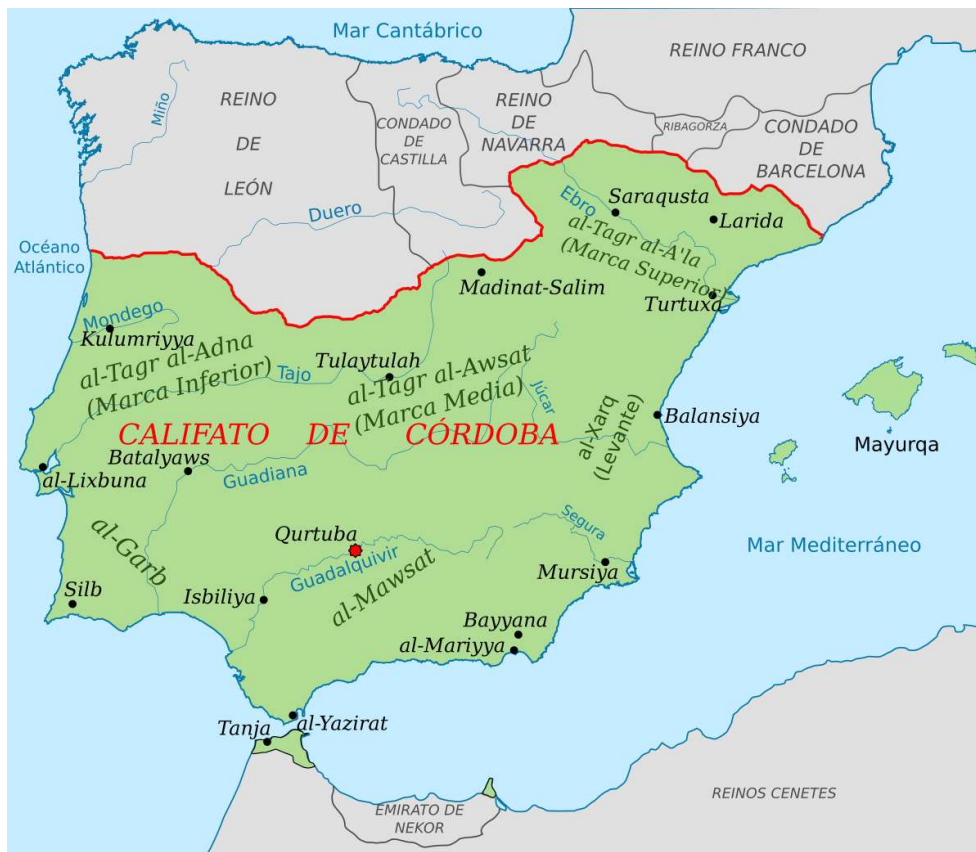 Mar Cantábrico
REINO FRANCO
Miño
REINO
DE
LEÓN
CONDADO
DE
CASTILLA
REINO
DE
NAVARRA
RIBAGORZA
CONDADO
DE
BARCELONA
Duero
Ebro
Saraqusta
Larida
al-Tagr al-A'la
(Marca Superior)
Océano
Atlántico
Madinat-Salim
Turtuxa
Mondego
Kulumriyya
al-Tagr al-Adna
(Marca Inferior)
Tajo
Tulaytulah
al-Tagr al-Awsat
(Marca Media)
Júcar
al-Xarq
(Levante)
Balansiya
Mayurqa
CALIFATO DE CÓRDOBA
Batalyaws
al-Lixbuna
Guadiana
al-Garb
Qurtuba
Guadalquivir
Segura
Mursiya
Mar Mediterráneo
al-Mawsat
Silb
Isbiliya
Bayyana
al-Mariyya
Tanja
al-Yazirat
EMIRATO DE
NEKOR
REINOS CENETES